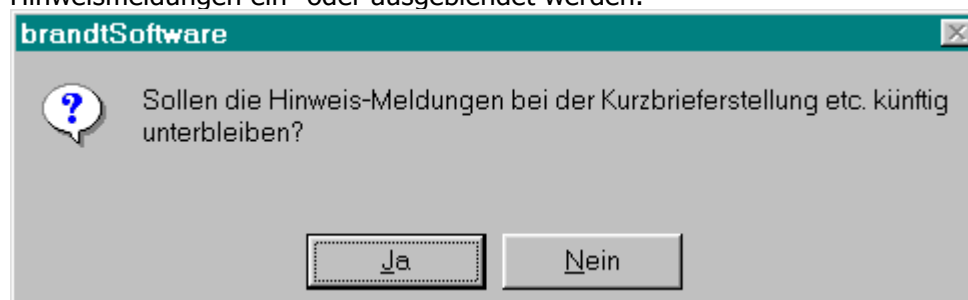 Hinweismeldungen ein- oder ausgeblendet werden.
brandtSoftware
?
Sollen die Hinweis-Meldungen bei der Kurzbrieferstellung etc. künftig
unterbleiben?
Ja
Nein